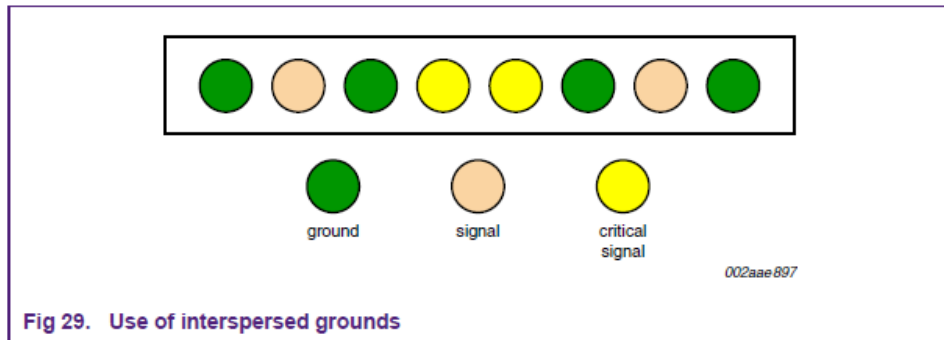 ground
signal
critical
signal
002aae897
Fig 29. Use of interspersed grounds